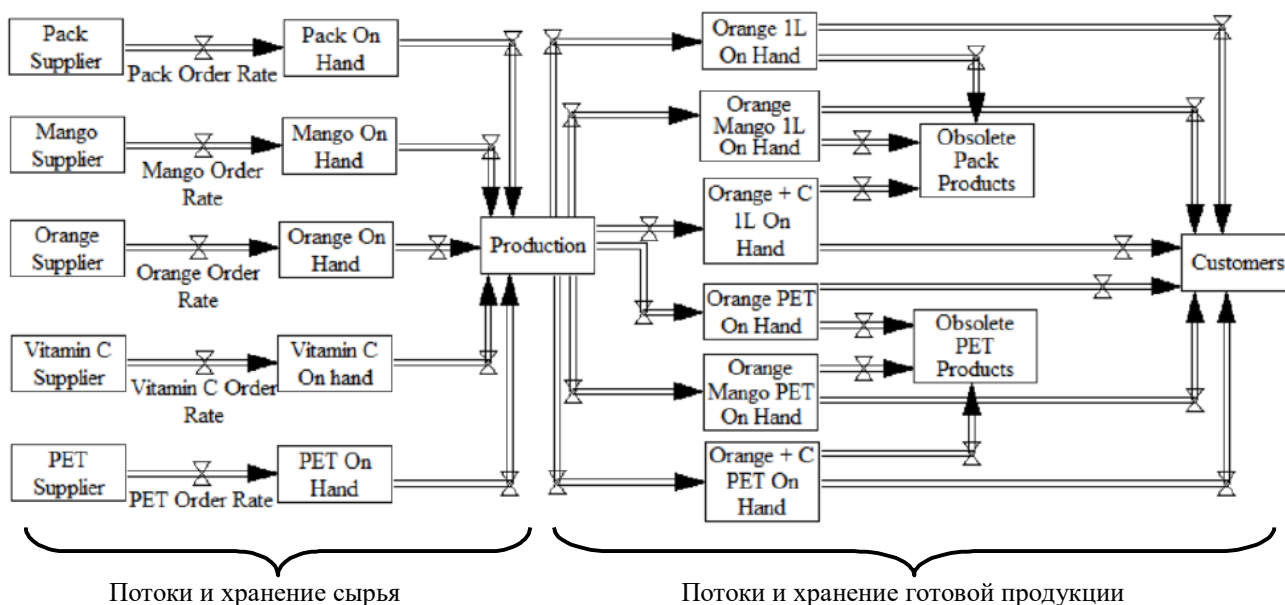 Pack
Supplier
Pack Order Rate
Pack On
Hand
Mango
Supplier
Mango Order
Rate
Mango On
Hand
Orange
Supplier
Orange Order
Rate
Orange On
Hand
Vitamin C
Supplier
Vitamin C Order
Rate
Vitamin C
On hand
PET
Supplier
PET Order Rate
PET On
Hand
Production
Orange 1L
On Hand
Orange
Mango 1L
On Hand
Orange + C
1L On
Hand
Orange PET
On Hand
Orange
Mango PET
On Hand
Orange + C
PET On
Hand
Obsolete
Pack
Products
Obsolete
PET
Products
Customers
Потоки и хранение сырья
Потоки и хранение готовой продукции